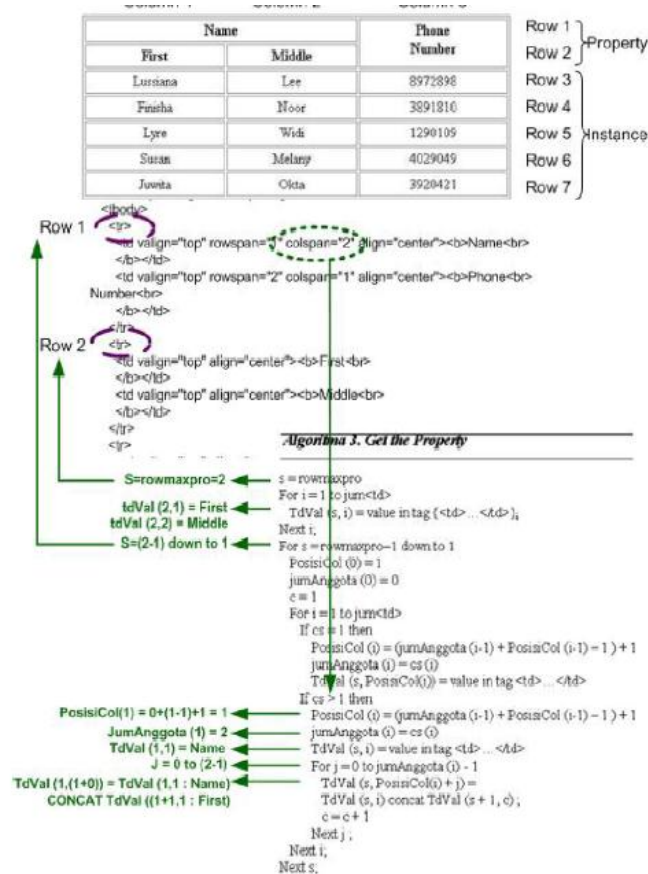 Name Phone Number
First Middle
Lussiana Lee 8972898
Finisha Noor 3891810
Lyre Widi 1290109
Susan Melany 4029049
Juwita Okta 3920421
Row 1
Row 2
Property
Row 3
Row 4
Row 5
Row 6
Row 7
Instance
<tbody>
Row 1
<tr>
<td valign="top" rowspan="1" colspan="2" align="center"><b>Name<br>
</b></td>
<td valign="top" rowspan="2" colspan="1" align="center"><b>Phone
Number<br>
</b></td>
</tr>
Row 2
<tr>
<td valign="top" align="center"><b>First<br>
</b></td>
<td valign="top" align="center"><b>Middle<br>
</b></td>
</tr>
<tr>
Algoritma 3. Get the Property
S=rowmaxpro=2
s = rowmaxpro
For i = 1 to jum<td>
tdVal (2,1) = First
TdVal (s, i) = value in tag {<td>...</td>}i
tdVal (2,2) = Middle
Next i;
S=(2-1) down to 1
For s = rowmaxpro–1 down to 1
PosisiCol (0) = 1
jumAnggota (0) = 0
c = 1
For i = 1 to jum<td>
If cs = 1 then
PosisiCol (i) = (jumAnggota (i-1) + PosisiCol (i-1) – 1 ) + 1
jumAnggota (i) = cs (i)
TdVal (s, PosisiCol(i)) = value in tag <td>...</td>
If cs > 1 then
PosisiCol(1) = 0+(1-1)+1 = 1
PosisiCol (i) = (jumAnggota (i-1) + PosisiCol (i-1) – 1 ) + 1
JumAnggota (1) = 2
jumAnggota (i) = cs (i)
TdVal (1,1) = Name
TdVal (s, i) = value in tag <td>...</td>
J = 0 to (2-1)
For j = 0 to jumAnggota (i) - 1
TdVal (1,(1+0)) = TdVal (1,1 : Name)
TdVal (s, PosisiCol(i) + j) =
CONCAT TdVal ((1+1,1 : First)
TdVal (s, i) concat TdVal (s + 1, c) ;
c = c + 1
Next j ;
Next i;
Next s;